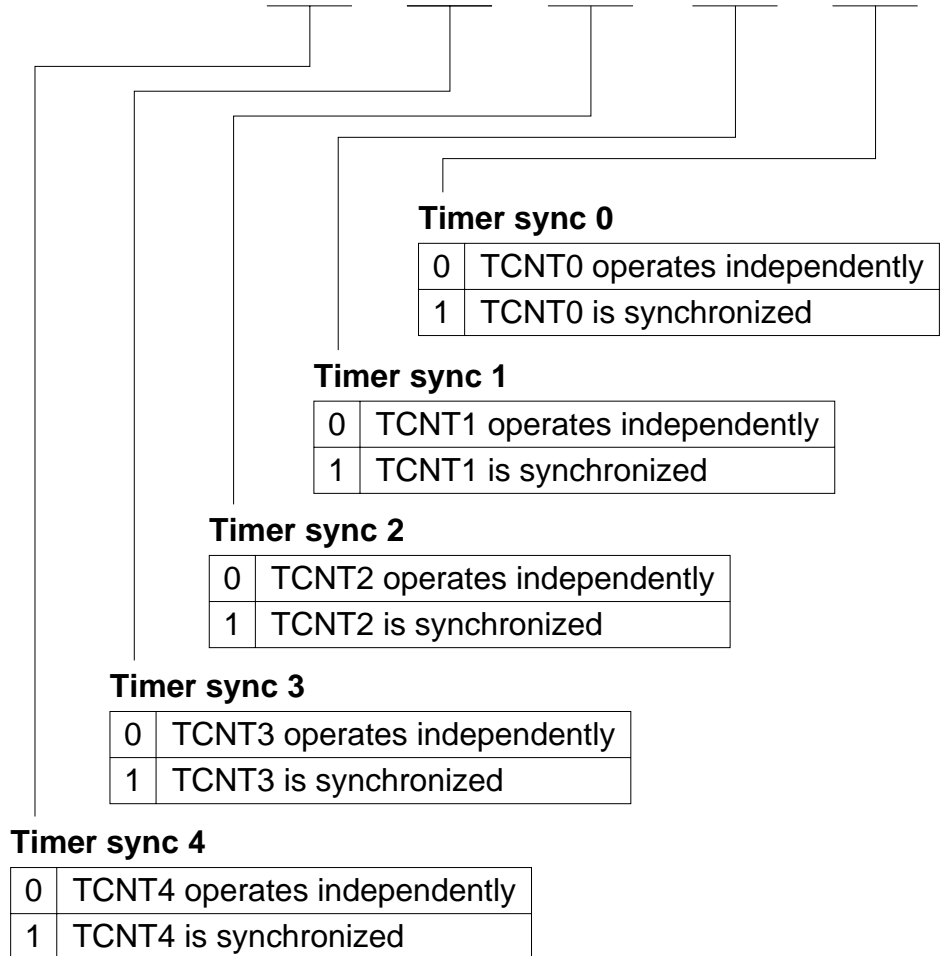 Timer sync 0
0 TCNT0 operates independently
1 TCNT0 is synchronized
Timer sync 1
0 TCNT1 operates independently
1 TCNT1 is synchronized
Timer sync 2
0 TCNT2 operates independently
1 TCNT2 is synchronized
Timer sync 3
0 TCNT3 operates independently
1 TCNT3 is synchronized
Timer sync 4
0 TCNT4 operates independently
1 TCNT4 is synchronized